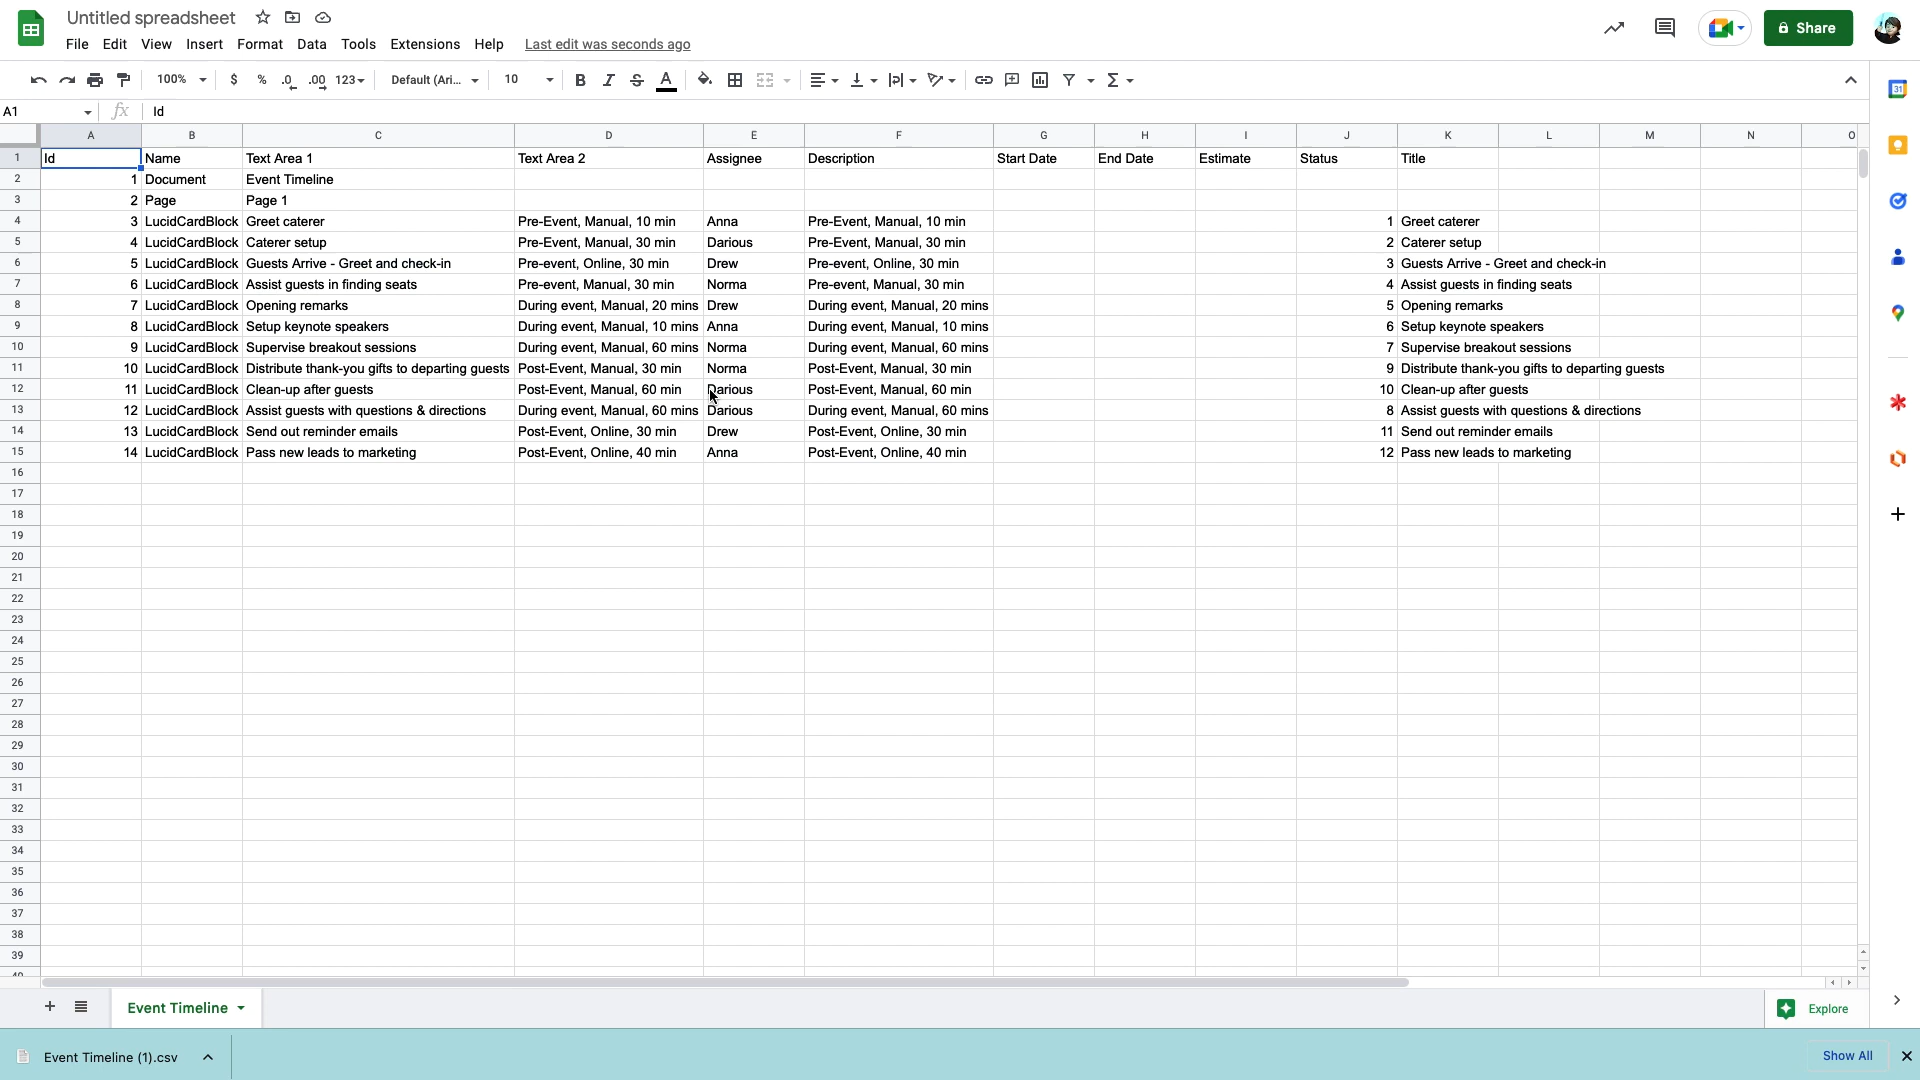 Untitled spreadsheet
File Edit View Insert Format Data Tools Extensions Help Last edit was seconds ago
Share
100% $ % .0 .00 123 Default (Ari... 10 B I S A
31
A1 fx Id
A B C D E F G H I J K L M N O
1 Id Name Text Area 1 Text Area 2 Assignee Description Start Date End Date Estimate Status Title
2 1 Document Event Timeline
3 2 Page Page 1
4 3 LucidCardBlock Greet caterer Pre-Event, Manual, 10 min Anna Pre-Event, Manual, 10 min 1 Greet caterer
5 4 LucidCardBlock Caterer setup Pre-Event, Manual, 30 min Darious Pre-Event, Manual, 30 min 2 Caterer setup
6 5 LucidCardBlock Guests Arrive - Greet and check-in Pre-event, Online, 30 min Drew Pre-event, Online, 30 min 3 Guests Arrive - Greet and check-in
7 6 LucidCardBlock Assist guests in finding seats Pre-event, Manual, 30 min Norma Pre-event, Manual, 30 min 4 Assist guests in finding seats
8 7 LucidCardBlock Opening remarks During event, Manual, 20 mins Drew During event, Manual, 20 mins 5 Opening remarks
9 8 LucidCardBlock Setup keynote speakers During event, Manual, 10 mins Anna During event, Manual, 10 mins 6 Setup keynote speakers
10 9 LucidCardBlock Supervise breakout sessions During event, Manual, 60 mins Norma During event, Manual, 60 mins 7 Supervise breakout sessions
11 10 LucidCardBlock Distribute thank-you gifts to departing guests Post-Event, Manual, 30 min Norma Post-Event, Manual, 30 min 9 Distribute thank-you gifts to departing guests
12 11 LucidCardBlock Clean-up after guests Post-Event, Manual, 60 min Darious Post-Event, Manual, 60 min 10 Clean-up after guests
13 12 LucidCardBlock Assist guests with questions & directions During event, Manual, 60 mins Darious During event, Manual, 60 mins 8 Assist guests with questions & directions
14 13 LucidCardBlock Send out reminder emails Post-Event, Online, 30 min Drew Post-Event, Online, 30 min 11 Send out reminder emails
15 14 LucidCardBlock Pass new leads to marketing Post-Event, Online, 40 min Anna Post-Event, Online, 40 min 12 Pass new leads to marketing
16
17
18
19
20
21
22
23
24
25
26
27
28
29
30
31
32
33
34
35
36
37
38
39
40
Event Timeline Explore
Event Timeline (1).csv Show All